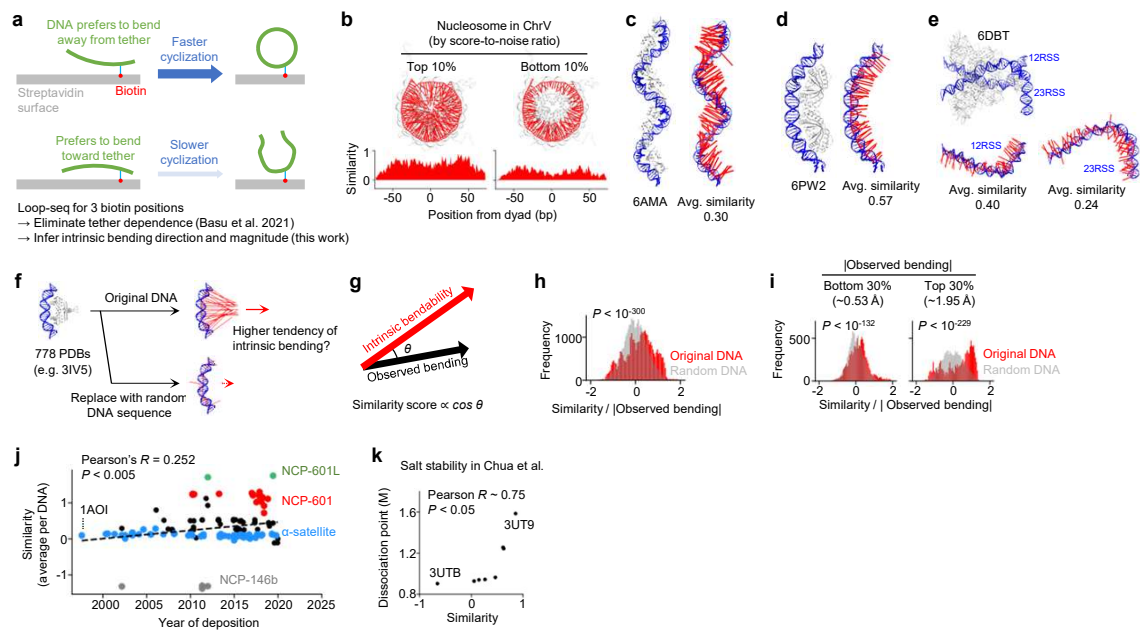 a
DNA prefers to bend
away from tether
Faster
cyclization
Biotin
Streptavidin
surface
Prefers to bend
toward tether
Slower
cyclization
Loop-seq for 3 biotin positions
→ Eliminate tether dependence (Basu et al. 2021)
→ Infer intrinsic bending direction and magnitude (this work)
b
Nucleosome in ChrV
(by score-to-noise ratio)
Top 10%
Bottom 10%
Similarity
1
0
-50 0 50
-50 0 50
Position from dyad (bp)
c
6AMA
Avg. similarity
0.30
d
6PW2
Avg. similarity
0.57
e
6DBT
12RSS
23RSS
12RSS
23RSS
Avg. similarity
0.40
Avg. similarity
0.24
f
Original DNA
778 PDBs
(e.g. 3IV5)
Higher tendency of
intrinsic bending?
Replace with random
DNA sequence
g
Intrinsic bendability
θ
Observed bending
Similarity score ∝ cos θ
h
P < 10-300
Frequency
1000
0
Original DNA
Random DNA
-2 0 2
Similarity / |Observed bending|
i
|Observed bending|
Bottom 30%
(~0.53 Å)
Top 30%
(~1.95 Å)
P < 10-132
P < 10-229
Frequency
500
0
Original DNA
Random DNA
-2 0 2
-2 0 2
Similarity / | Observed bending|
j
Pearson's R = 0.252
P < 0.005
NCP-601L
NCP-601
1AOI
α-satellite
NCP-146b
Similarity
(average per DNA)
1
0
-1
2000 2005 2010 2015 2020 2025
Year of deposition
k
Salt stability in Chua et al.
Pearson R ~ 0.75
P < 0.05
3UT9
3UTB
Dissociation point (M)
1.6
1.2
0.8
-1 0 1
Similarity